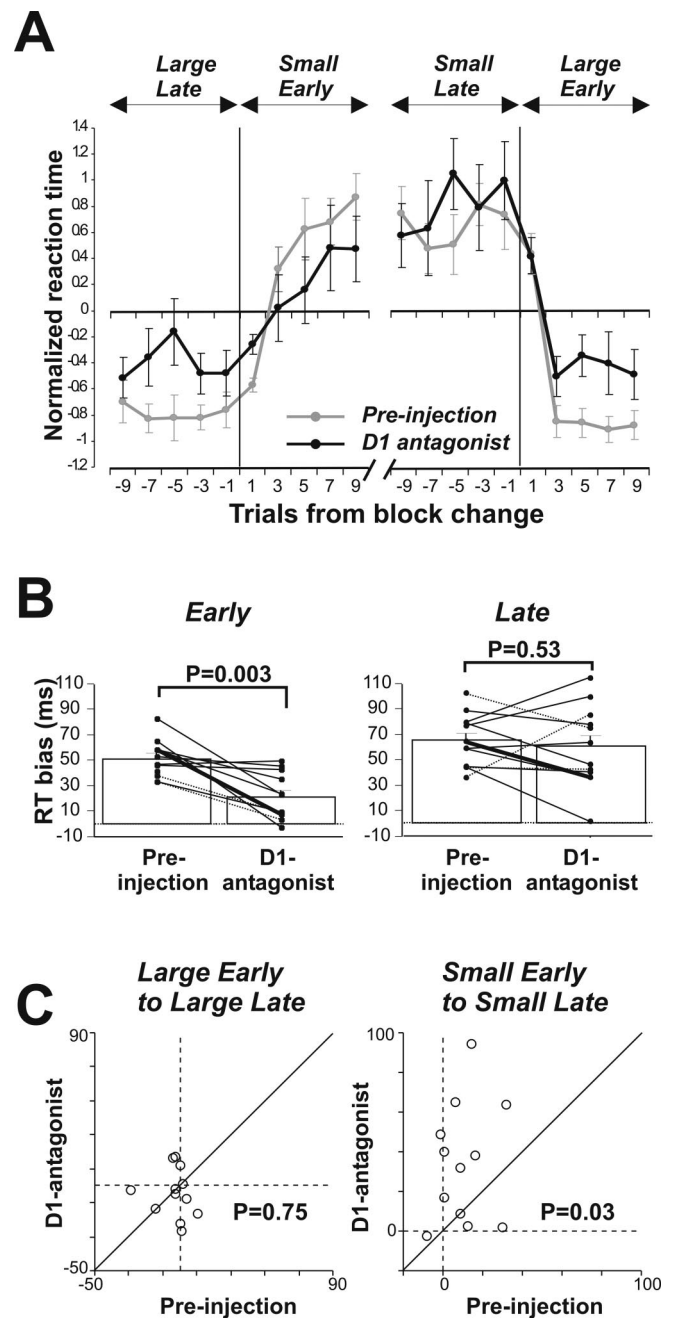 A
Large
Late
Small
Early
Small
Late
Large
Early
Normalized reaction time
1.4
1.2
1
0.8
0.6
0.4
0.2
0
-0.2
-0.4
-0.6
-0.8
-1
-1.2
Pre-injection
D1 antagonist
-9 -7 -5 -3 -1 1 3 5 7 9 -9 -7 -5 -3 -1 1 3 5 7 9
Trials from block change
B
Early
Late
P=0.003
P=0.53
RT bias (ms)
110
90
70
50
30
10
-10
110
90
70
50
30
10
-10
Pre-
injection
D1-
antagonist
Pre-
injection
D1-
antagonist
C
Large Early
to Large Late
Small Early
to Small Late
D1-antagonist
90
-50
P=0.75
-50 90
Pre-injection
D1-antagonist
100
0
P=0.03
0 100
Pre-injection